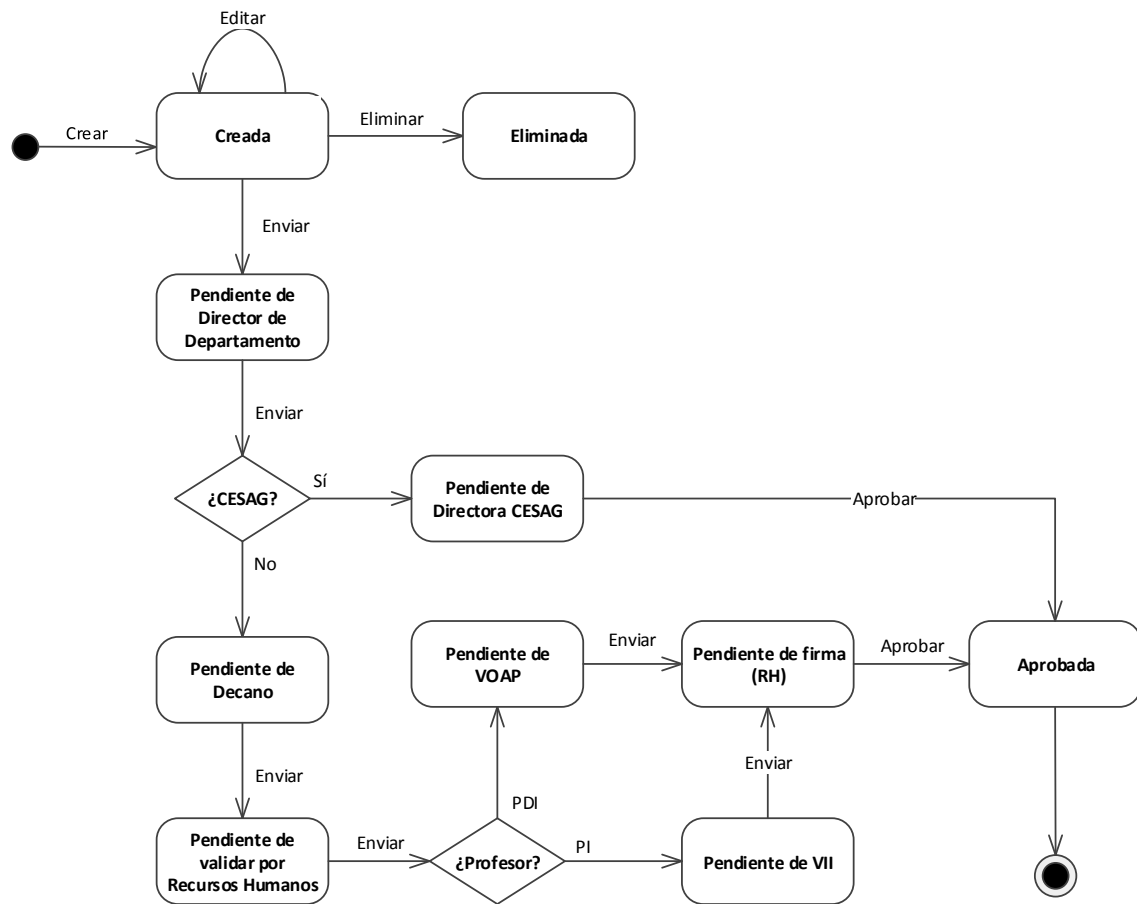 Editar
Crear
Creada
Eliminar
Eliminada
Enviar
Pendiente de
Director de
Departamento
Enviar
¿CESAG?
Sí
Pendiente de
Directora CESAG
Aprobar
No
Pendiente de
Decano
Pendiente de
VOAP
Enviar
Pendiente de firma
(RH)
Aprobar
Aprobada
Enviar
Enviar
PDI
Pendiente de
validar por
Recursos Humanos
Enviar
¿Profesor?
PI
Pendiente de VII